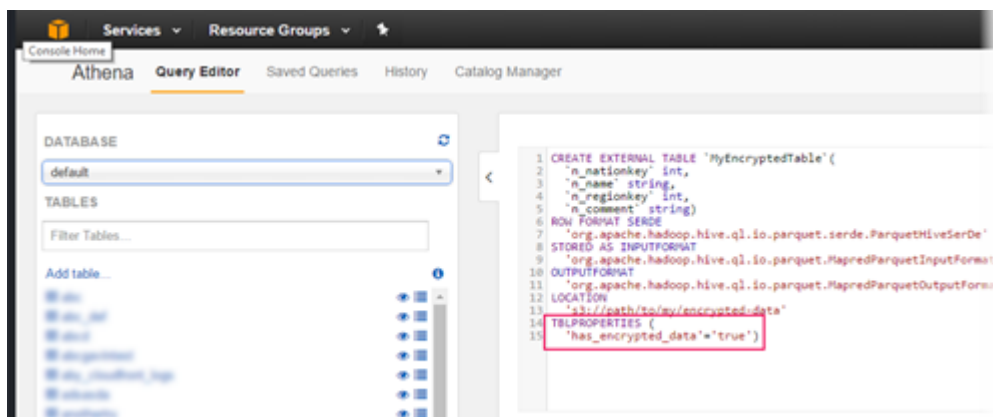 Services Resource Groups
Console Home
Athena Query Editor Saved Queries History Catalog Manager
DATABASE
default
TABLES
Filter Tables...
Add table...
1 CREATE EXTERNAL TABLE `MyEncryptedTable`(
2 `n_nationkey` int,
3 `n_name` string,
4 `n_regionkey` int,
5 `n_comment` string)
6 ROW FORMAT SERDE
7 'org.apache.hadoop.hive.ql.io.parquet.serde.ParquetHiveSerDe'
8 STORED AS INPUTFORMAT
9 'org.apache.hadoop.hive.ql.io.parquet.MapredParquetInputFormat
10 OUTPUTFORMAT
11 'org.apache.hadoop.hive.ql.io.parquet.MapredParquetOutputForma
12 LOCATION
13 's3://path/to/my/encrypted-data'
14 TBLPROPERTIES (
15 'has_encrypted_data'='true')